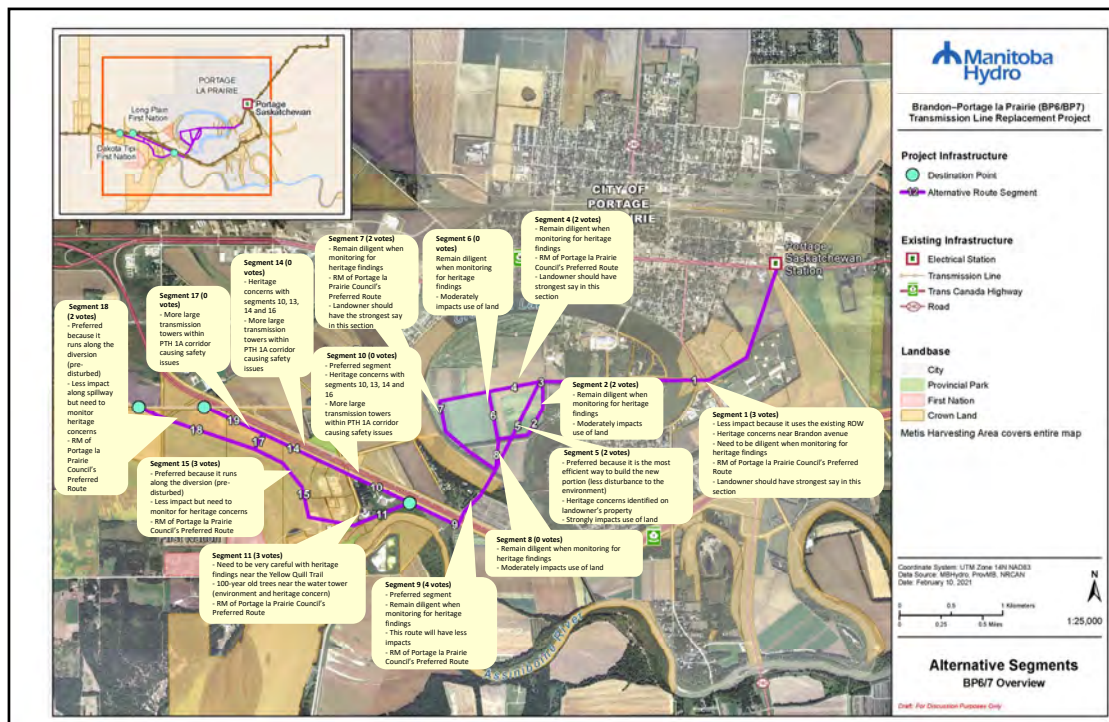 PORTAGE
LA PRAIRIE
Portage
Saskatchewan
Long Plain
First Nation
Dakota Tipi
First Nation
CITY OF
PORTAGE
Portage
Saskatchewan
Station
Segment 4 (2 votes)
- Remain diligent when
monitoring for heritage
findings
- RM of Portage la Prairie
Council's Preferred Route
- Landowner should have
strongest say in this
section
Segment 6 (0
votes)
Remain diligent
when monitoring
for heritage
findings
- Moderately
impacts use of land
Segment 7 (2 votes)
- Remain diligent when
monitoring for
heritage findings
- RM of Portage la
Prairie Council's
Preferred Route
- Landowner should
have the strongest say
in this section
Segment 14 (0
votes)
- Heritage
concerns with
segments 10, 13,
14 and 16
- More large
transmission
towers within
PTH 1A corridor
causing safety
issues
Segment 17 (0
votes)
- More large
transmission
towers within
PTH 1A corridor
causing safety
issues
Segment 18
(2 votes)
- Preferred
because it
runs along the
diversion
(pre-
disturbed)
- Less impact
along spillway
but need to
monitor
heritage
concerns
- RM of
Portage la
Prairie
Council's
Preferred
Route
Segment 10 (0 votes)
- Preferred segment
- Heritage concerns with
segments 10, 13, 14 and
16
- More large
transmission towers
within PTH 1A corridor
causing safety issues
Segment 2 (2 votes)
- Remain diligent when
monitoring for heritage
findings
- Moderately impacts
use of land
Segment 1 (3 votes)
- Less impact because it uses the existing ROW
- Heritage concerns near Brandon avenue
- Need to be diligent when monitoring for
heritage findings
- RM of Portage la Prairie Council's Preferred
Route
- Landowner should have strongest say in this
section
Segment 5 (2 votes)
- Preferred because it is the most
efficient way to build the new
portion (less disturbance to the
environment)
- Heritage concerns identified on
landowner's property
- Strongly impacts use of land
Segment 15 (3 votes)
- Preferred because it runs
along the diversion (pre-
disturbed)
- Less impact but need to
monitor for heritage concerns
- RM of Portage la Prairie
Council's Preferred Route
Segment 8 (0 votes)
- Remain diligent when monitoring for
heritage findings
- Moderately impacts use of land
Segment 11 (3 votes)
- Need to be very careful with heritage
findings near the Yellow Quill Trail
- 100-year old trees near the water tower
(environment and heritage concern)
- RM of Portage la Prairie Council's
Preferred Route
Segment 9 (4 votes)
- Preferred segment
- Remain diligent when
monitoring for heritage
findings
- This route will have less
impacts
- RM of Portage la Prairie
Council's Preferred Route
1
2
3
4
5
6
7
8
9
10
11
14
15
17
18
19
Assiniboine River
Manitoba
Hydro
Brandon–Portage la Prairie (BP6/BP7)
Transmission Line Replacement Project
Project Infrastructure
Destination Point
12 Alternative Route Segment
Existing Infrastructure
Electrical Station
Transmission Line
Trans Canada Highway
Road
Landbase
City
Provincial Park
First Nation
Crown Land
Metis Harvesting Area covers entire map
Coordinate System: UTM Zone 14N NAD83
Data Source: MBHydro, ProvMB, NRCAN
Date: February 10, 2021
N
0 0.5 1 Kilometers
0 0.25 0.5 Miles
1:25,000
Alternative Segments
BP6/7 Overview
Draft: For Discussion Purposes Only